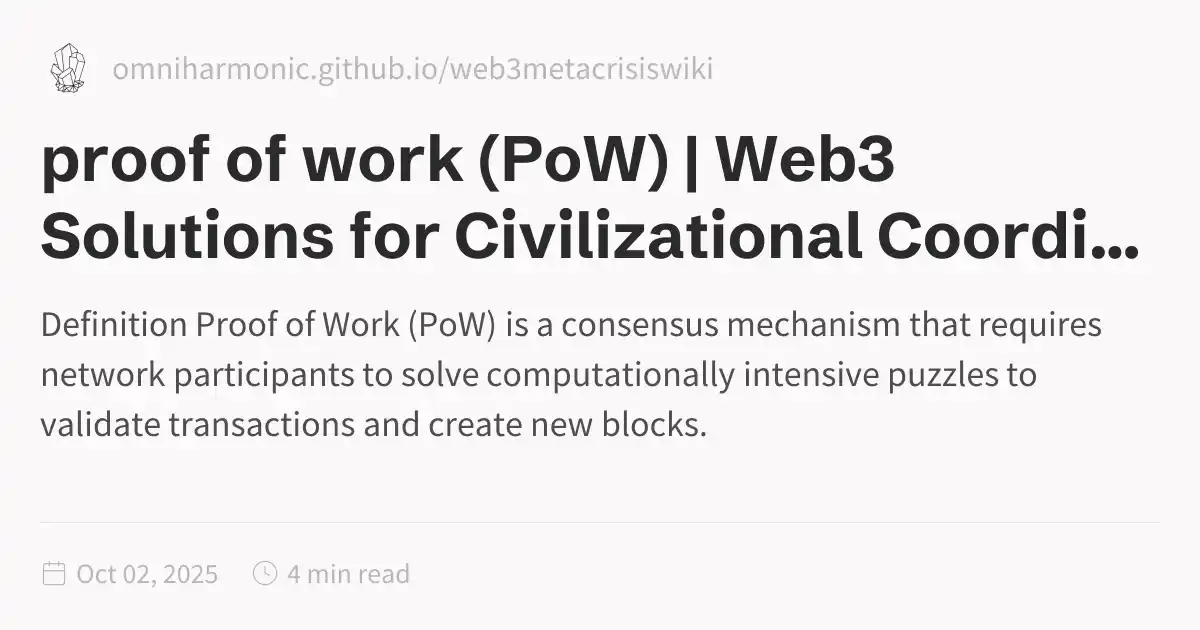 omniharmonic.github.io/web3metacrisiswiki
proof of work (PoW) | Web3
Solutions for Civilizational Coordi...
Definition Proof of Work (PoW) is a consensus mechanism that requires
network participants to solve computationally intensive puzzles to
validate transactions and create new blocks.
Oct 02, 2025 4 min read